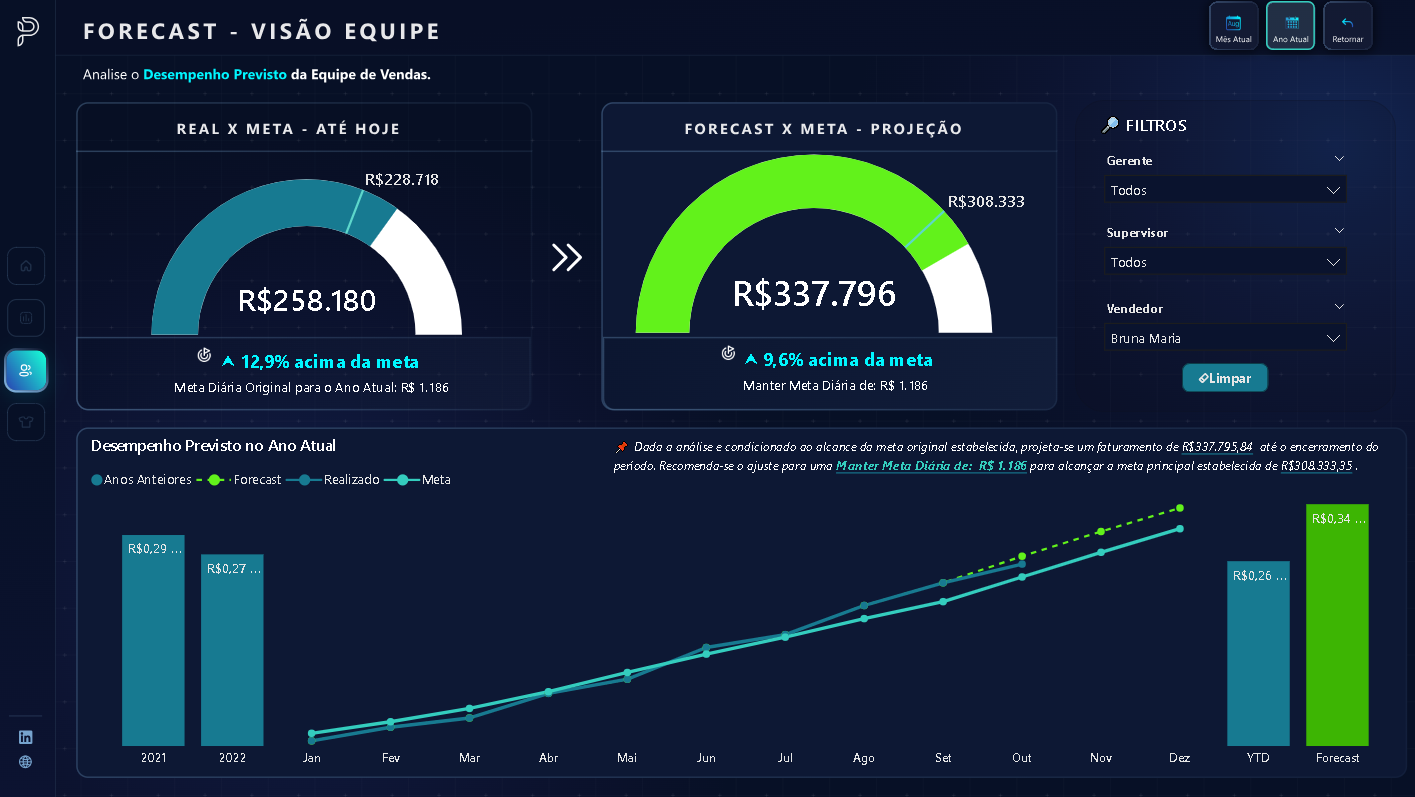 FORECAST - VISÃO EQUIPE
Aug
Mês Atual
Ano Atual
Retornar
Analise o Desempenho Previsto da Equipe de Vendas.
REAL X META - ATÉ HOJE
R$228.718
R$258.180
12,9% acima da meta
Meta Diária Original para o Ano Atual: R$ 1.186
FORECAST X META - PROJEÇÃO
R$308.333
R$337.796
9,6% acima da meta
Manter Meta Diária de: R$ 1.186
FILTROS
Gerente
Todos
Supervisor
Todos
Vendedor
Bruna Maria
Limpar
Desempenho Previsto no Ano Atual
Dada a análise e condicionado ao alcance da meta original estabelecida, projeta-se um faturamento de R$337.795,84 até o encerramento do
período. Recomenda-se o ajuste para uma Manter Meta Diária de: R$ 1.186 para alcançar a meta principal estabelecida de R$308.333,35 .
Anos Anteiores Forecast Realizado Meta
R$0,29 ...
R$0,27 ...
R$0,26 ...
R$0,34 ...
2021 2022 Jan Fev Mar Abr Mai Jun Jul Ago Set Out Nov Dez YTD Forecast